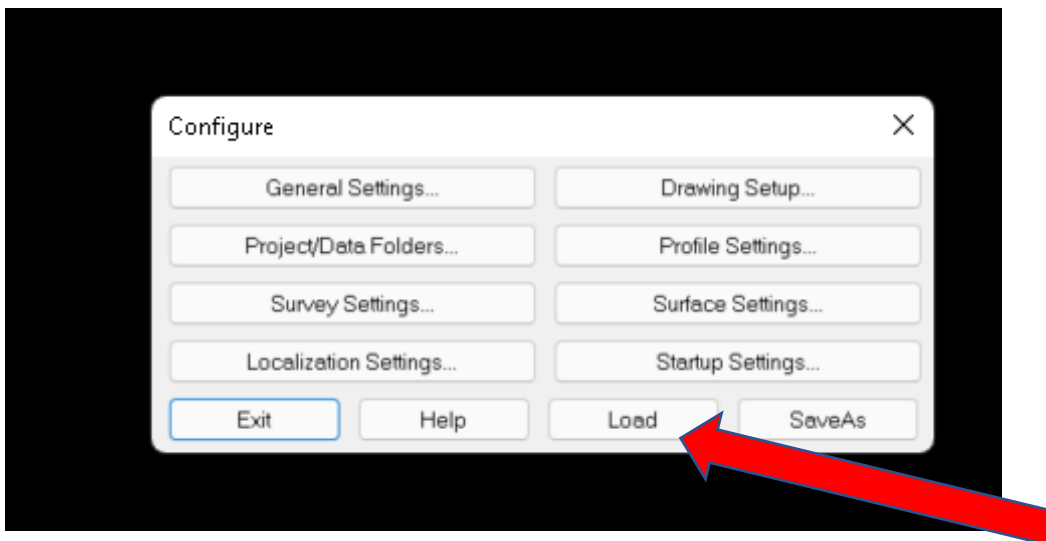 Configure
General Settings...
Drawing Setup...
Project/Data Folders...
Profile Settings...
Survey Settings...
Surface Settings...
Localization Settings...
Startup Settings...
Exit
Help
Load
SaveAs